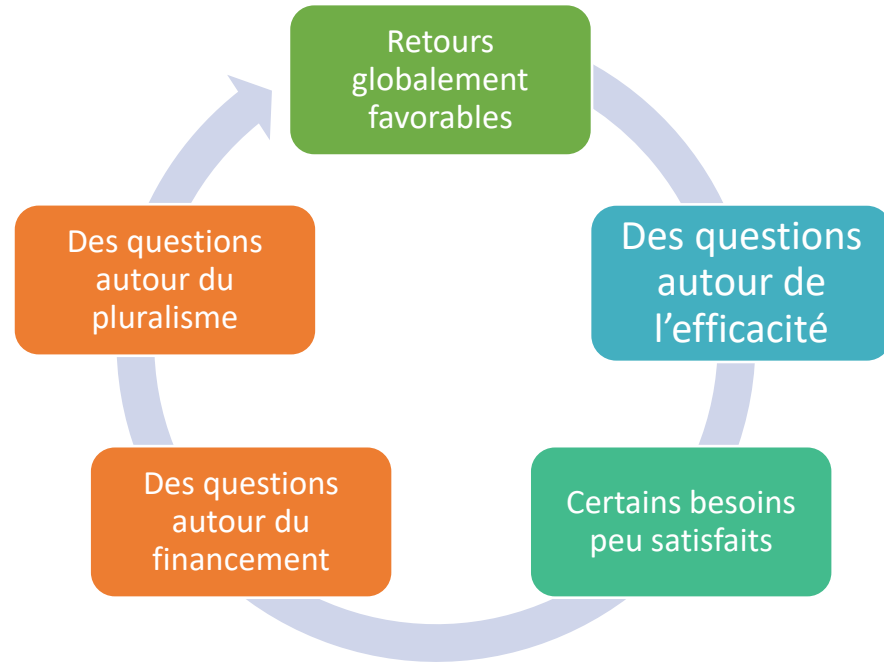 Retours
globalement
favorables
Des questions
autour de
l’efficacité
Certains besoins
peu satisfaits
Des questions
autour du
financement
Des questions
autour du
pluralisme